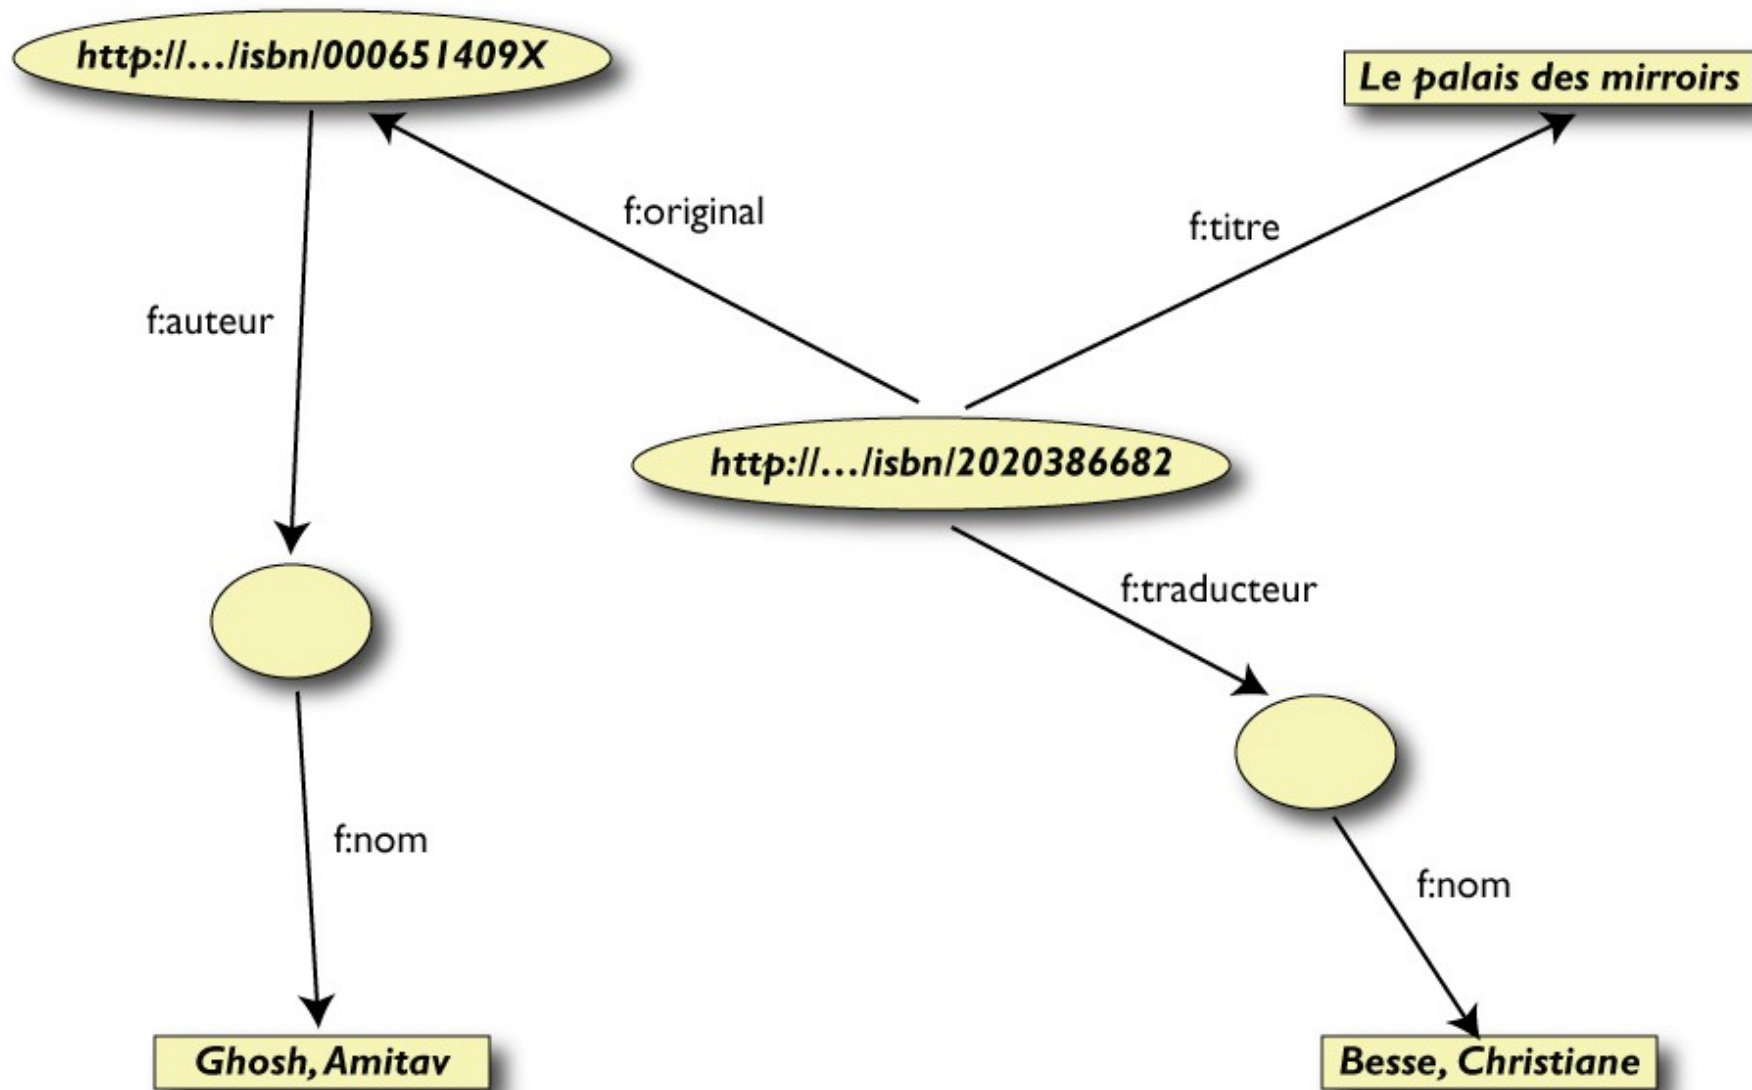 http://…/isbn/000651409X
Le palais des mirroirs
f:original
f:titre
f:auteur
http://…/isbn/2020386682
f:traducteur
f:nom
f:nom
Ghosh, Amitav
Besse, Christiane